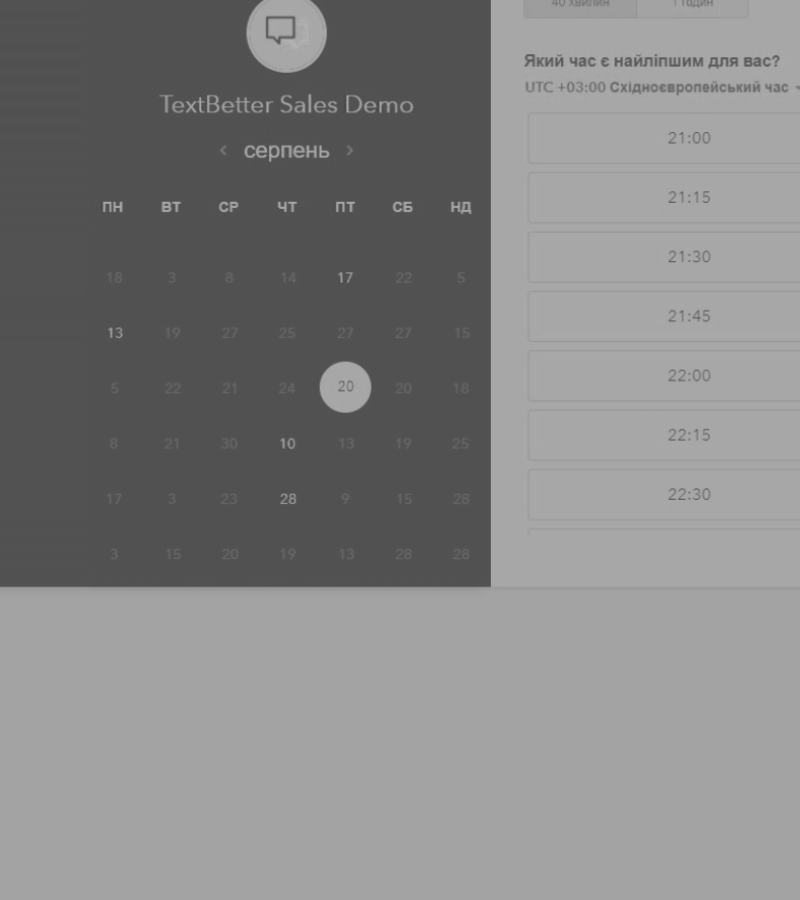 TextBetter Sales Demo
‹ серпень ›
ПН ВТ СР ЧТ ПТ СБ НД
18 3 8 14 17 22 5
13 19 27 25 27 27 15
5 22 21 24 20 20 18
8 21 30 10 13 19 25
17 3 23 28 9 15 28
3 15 20 19 13 28 28
40 хвилин 1 годин
Який час є найліпшим для вас?
UTC +03:00 Східноєвропейський час
21:00
21:15
21:30
21:45
22:00
22:15
22:30